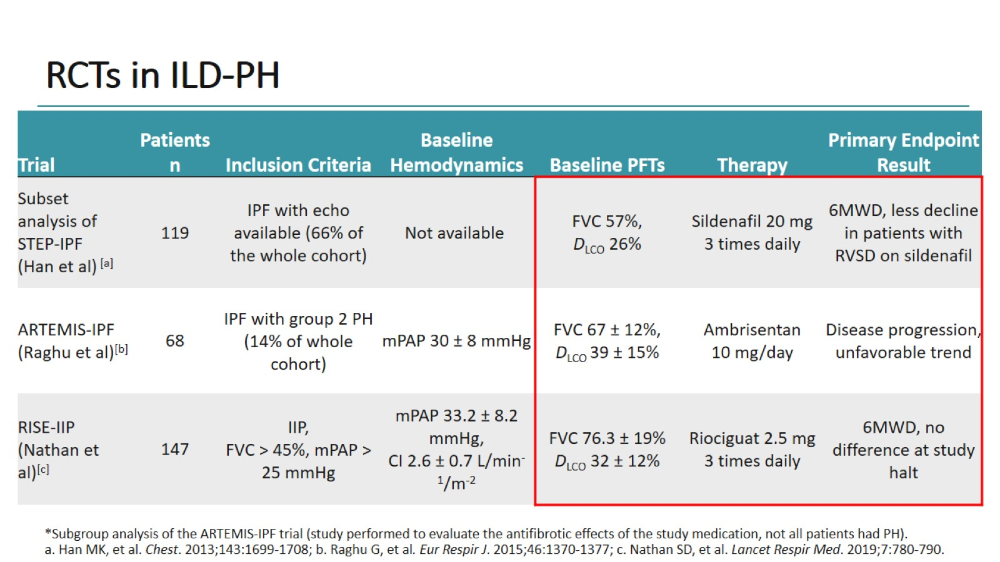 RCTs in ILD-PH
Trial
Patients
n
Inclusion Criteria
Baseline
Hemodynamics
Baseline PFTs
Therapy
Primary Endpoint
Result
Subset
analysis of
STEP-IPF
(Han et al) [a]
119
IPF with echo
available (66% of
the whole cohort)
Not available
FVC 57%,
DLCO 26%
Sildenafil 20 mg
3 times daily
6MWD, less decline
in patients with
RVSD on sildenafil
ARTEMIS-IPF
(Raghu et al)[b]
68
IPF with group 2 PH
(14% of whole
cohort)
mPAP 30 ± 8 mmHg
FVC 67 ± 12%,
DLCO 39 ± 15%
Ambrisentan
10 mg/day
Disease progression,
unfavorable trend
RISE-IIP
(Nathan et
al)[c]
147
IIP,
FVC > 45%, mPAP >
25 mmHg
mPAP 33.2 ± 8.2
mmHg,
CI 2.6 ± 0.7 L/min-
1/m-2
FVC 76.3 ± 19%
DLCO 32 ± 12%
Riociguat 2.5 mg
3 times daily
6MWD, no
difference at study
halt
*Subgroup analysis of the ARTEMIS-IPF trial (study performed to evaluate the antifibrotic effects of the study medication, not all patients had PH).
a. Han MK, et al. Chest. 2013;143:1699-1708; b. Raghu G, et al. Eur Respir J. 2015;46:1370-1377; c. Nathan SD, et al. Lancet Respir Med. 2019;7:780-790.